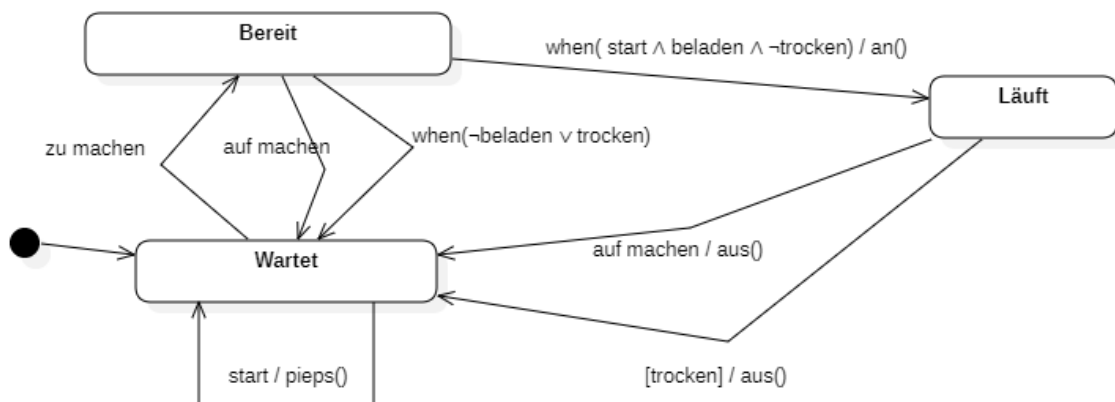 Bereit
when( start ∧ beladen ∧ ¬trocken) / an()
Läuft
zu machen
auf machen
when(¬beladen ∨ trocken)
Wartet
auf machen / aus()
start / pieps()
[trocken] / aus()